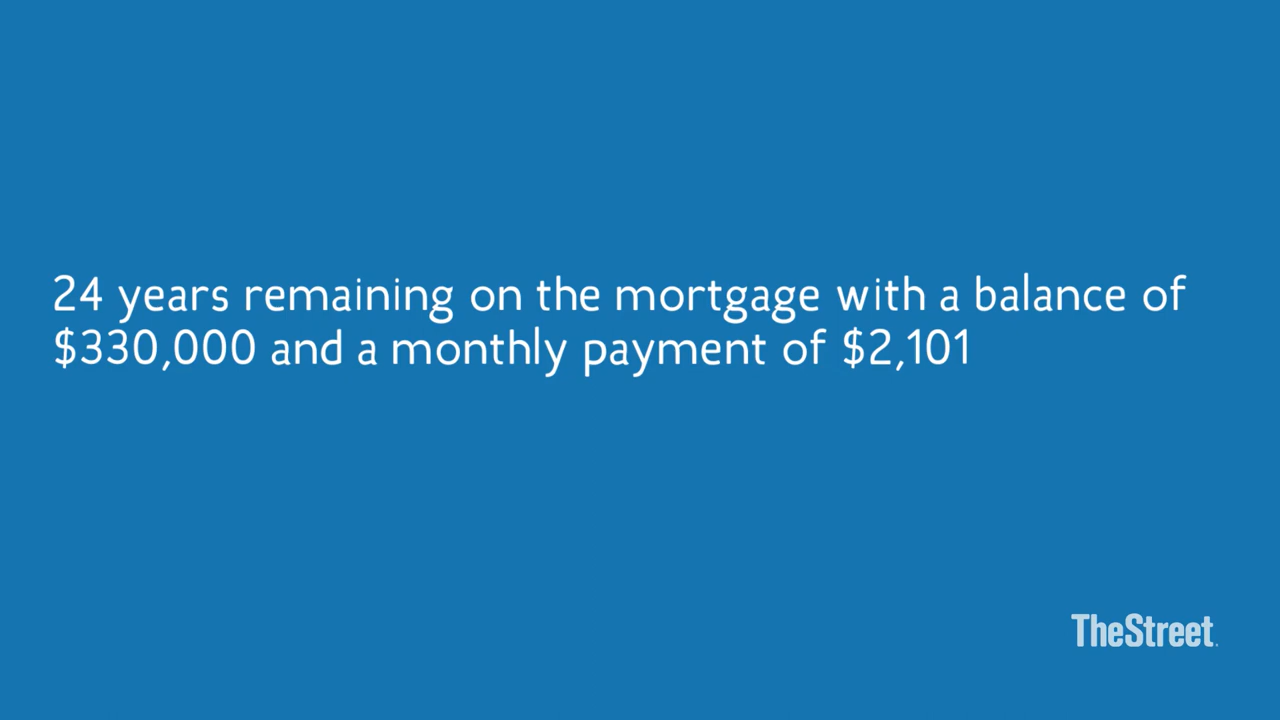 24 years remaining on the mortgage with a balance of
$330,000 and a monthly payment of $2,101
TheStreet.